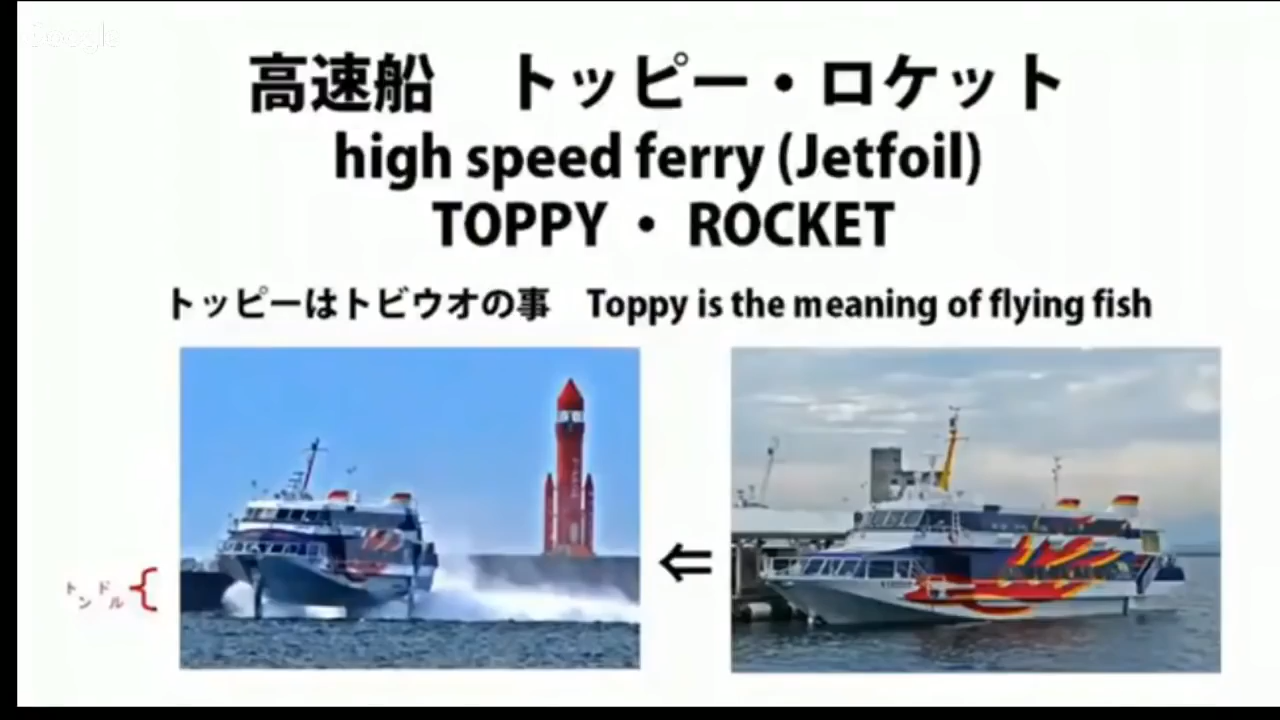 Google
高速船　トッピー・ロケット
high speed ferry (Jetfoil)
TOPPY ・ ROCKET
トッピーはトビウオの事　Toppy is the meaning of flying fish
⇐